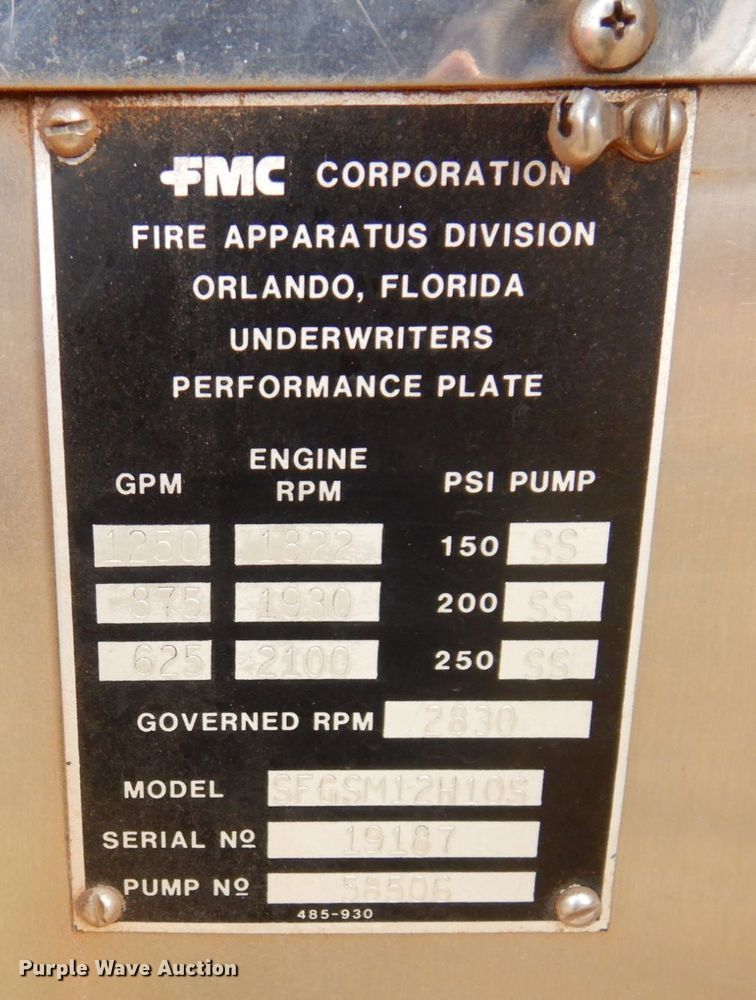 FMC CORPORATION
FIRE APPARATUS DIVISION
ORLANDO, FLORIDA
UNDERWRITERS
PERFORMANCE PLATE
GPM ENGINE RPM PSI PUMP
1250 1822 150 SS
875 1930 200 SS
625 2100 250 SS
GOVERNED RPM 2830
MODEL SFGSM12H10S
SERIAL Nº 19187
PUMP Nº 58506
485-930
Purple Wave Auction